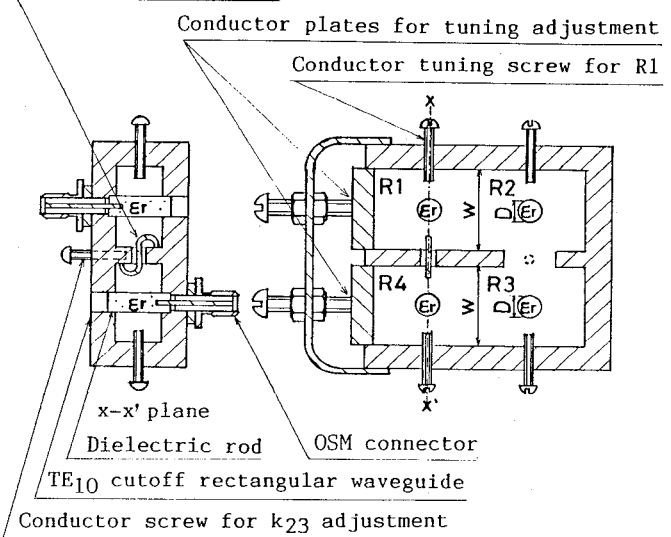 Conductor plates for tuning adjustment
Conductor tuning screw for R1
x
R1
R2
εr
εr
W
D
εr
R4
R3
εr
εr
W
D
εr
x'
x-x' plane
Dielectric rod
OSM connector
TE10 cutoff rectangular waveguide
Conductor screw for k23 adjustment